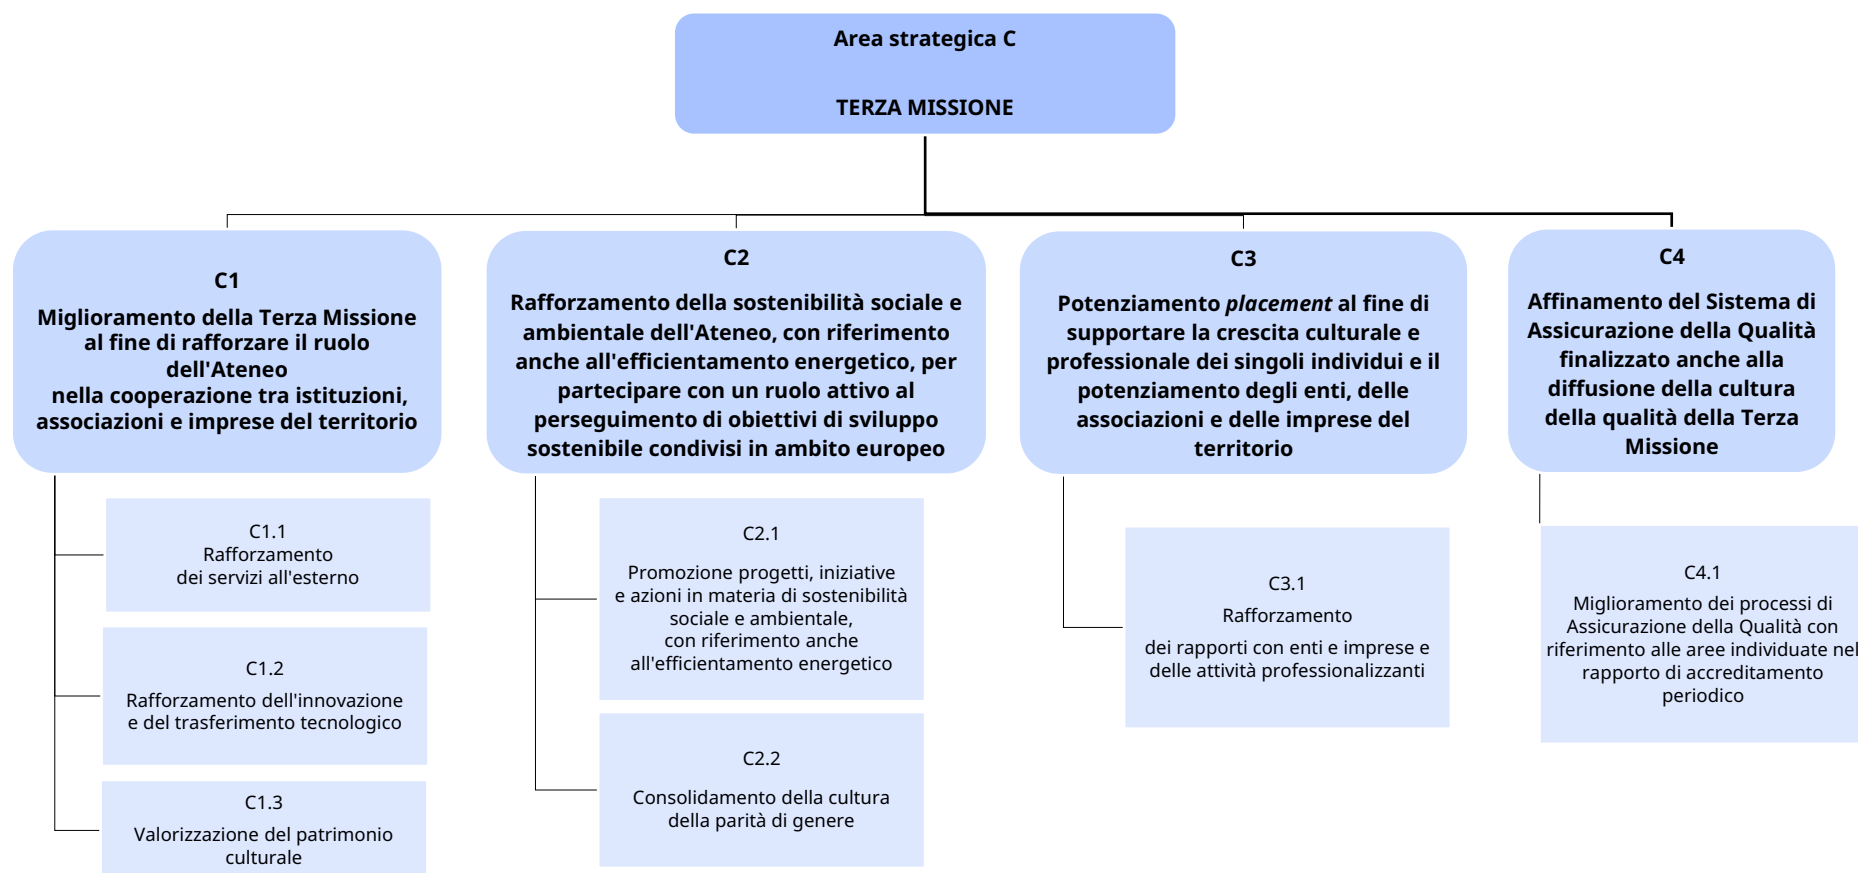 Area strategica C
TERZA MISSIONE
C1
Miglioramento della Terza Missione
al fine di rafforzare il ruolo
dell'Ateneo
nella cooperazione tra istituzioni,
associazioni e imprese del territorio
C2
Rafforzamento della sostenibilità sociale e
ambientale dell'Ateneo, con riferimento
anche all'efficientamento energetico, per
partecipare con un ruolo attivo al
perseguimento di obiettivi di sviluppo
sostenibile condivisi in ambito europeo
C3
Potenziamento placement al fine di
supportare la crescita culturale e
professionale dei singoli individui e il
potenziamento degli enti, delle
associazioni e delle imprese del
territorio
C4
Affinamento del Sistema di
Assicurazione della Qualità
finalizzato anche alla
diffusione della cultura
della qualità della Terza
Missione
C1.1
Rafforzamento
dei servizi all'esterno
C1.2
Rafforzamento dell'innovazione
e del trasferimento tecnologico
C1.3
Valorizzazione del patrimonio
culturale
C2.1
Promozione progetti, iniziative
e azioni in materia di sostenibilità
sociale e ambientale,
con riferimento anche
all'efficientamento energetico
C2.2
Consolidamento della cultura
della parità di genere
C3.1
Rafforzamento
dei rapporti con enti e imprese e
delle attività professionalizzanti
C4.1
Miglioramento dei processi di
Assicurazione della Qualità con
riferimento alle aree individuate nel
rapporto di accreditamento
periodico